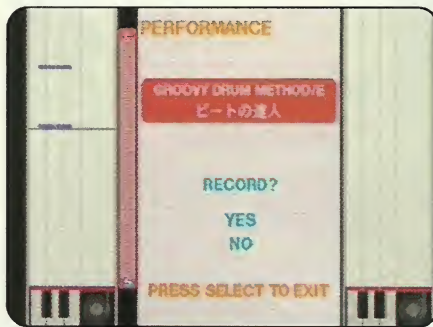 PERFORMANCE
GROOVY DRUM METHOD/E
ビートの達人
RECORD?
YES
NO
PRESS SELECT TO EXIT